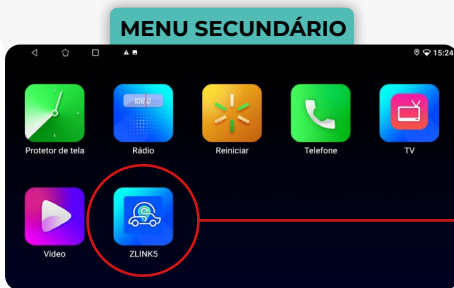 MENU SECUNDÁRIO
15:24
108.0
Protetor de tela
Rádio
Reiniciar
Telefone
TV
Vídeo
ZLINK5